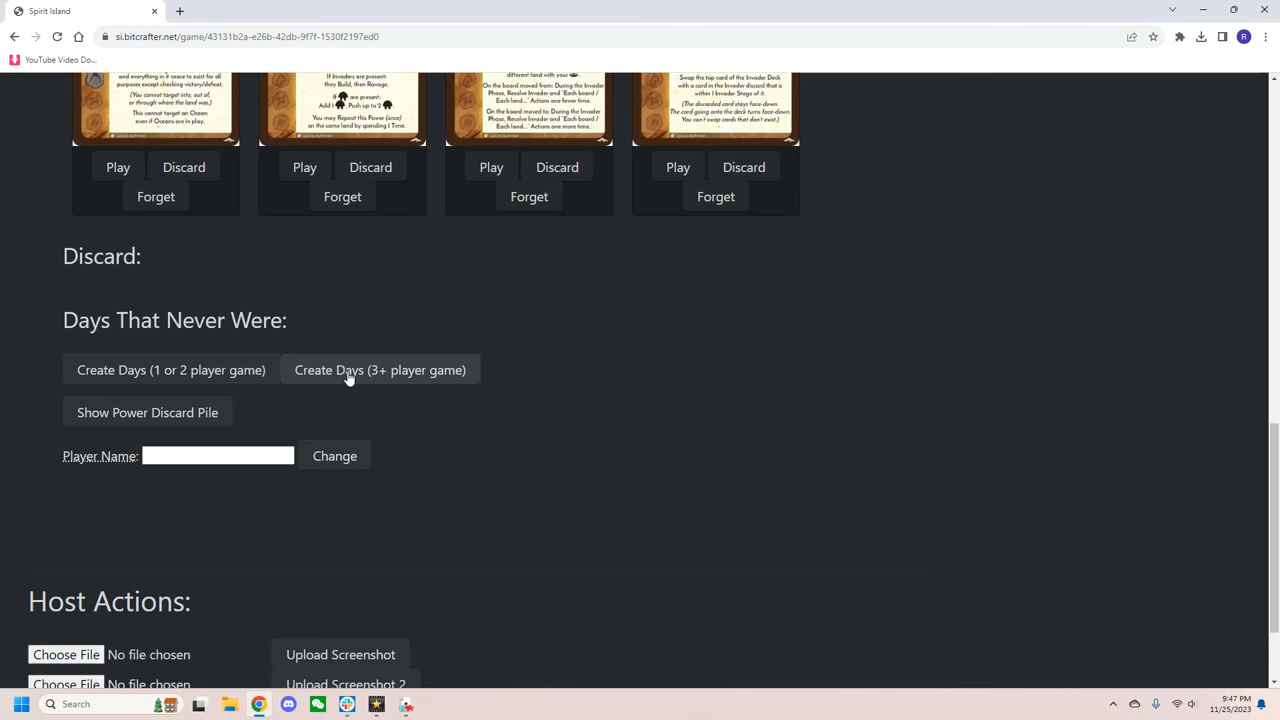 Spirit Island
si.bitcrafter.net/game/43131b2a-e26b-42db-9f7f-1530f2197ed0
R
YouTube Video Do...
and everything in it cease to exist for all
purposes except checking victory/defeat.
(You cannot target into, out of,
or through where the land was.)
This cannot target an Ocean
even if Oceans are in play.
If Invaders are present:
they Build, then Ravage.
If are present:
Add 1 . Push up to 2 .
You may Repeat this Power (once)
on the same land by spending 1 Time.
different land with your .
On the board moved from: During the Invader
Phase, Resolve Invader and "Each board /
Each land..." Actions one fewer time.
On the board moved to: During the Invader
Phase, Resolve Invader and "Each board /
Each land..." Actions one more time.
Swap the top card of the Invader Deck
with a card in the Invader discard that is
within 1 Invader Stage of it.
(The discarded card stays face-down.
The card going onto the deck turns face-down.
You can't swap cards that don't exist.)
Play Discard Play Discard Play Discard Play Discard
Forget Forget Forget Forget
Discard:
Days That Never Were:
Create Days (1 or 2 player game) Create Days (3+ player game)
Show Power Discard Pile
Player Name: Change
Host Actions:
Choose File No file chosen Upload Screenshot
Choose File No file chosen Upload Screenshot 2
Search
9:47 PM
11/25/2023